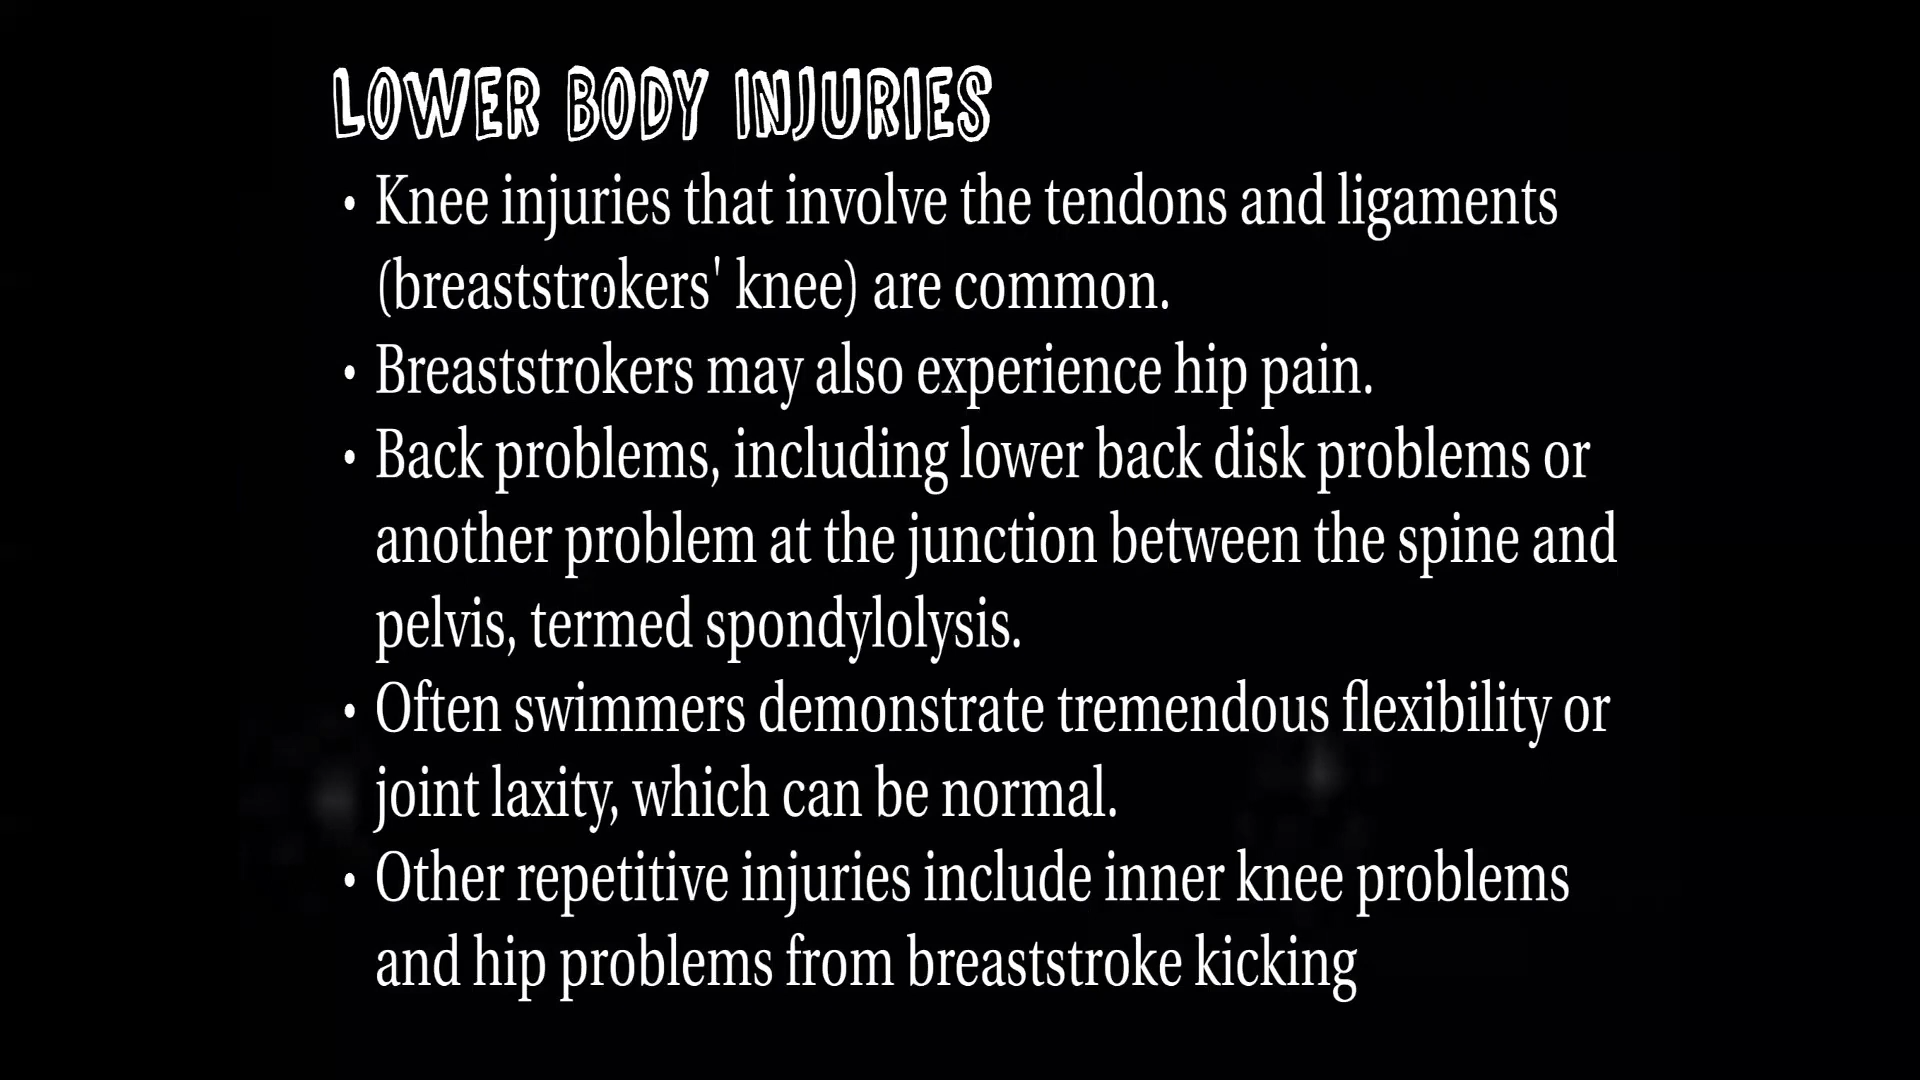 LOWER BODY INJURIES
• Knee injuries that involve the tendons and ligaments
(breaststrokers' knee) are common.
• Breaststrokers may also experience hip pain.
• Back problems, including lower back disk problems or
another problem at the junction between the spine and
pelvis, termed spondylolysis.
• Often swimmers demonstrate tremendous flexibility or
joint laxity, which can be normal.
• Other repetitive injuries include inner knee problems
and hip problems from breaststroke kicking